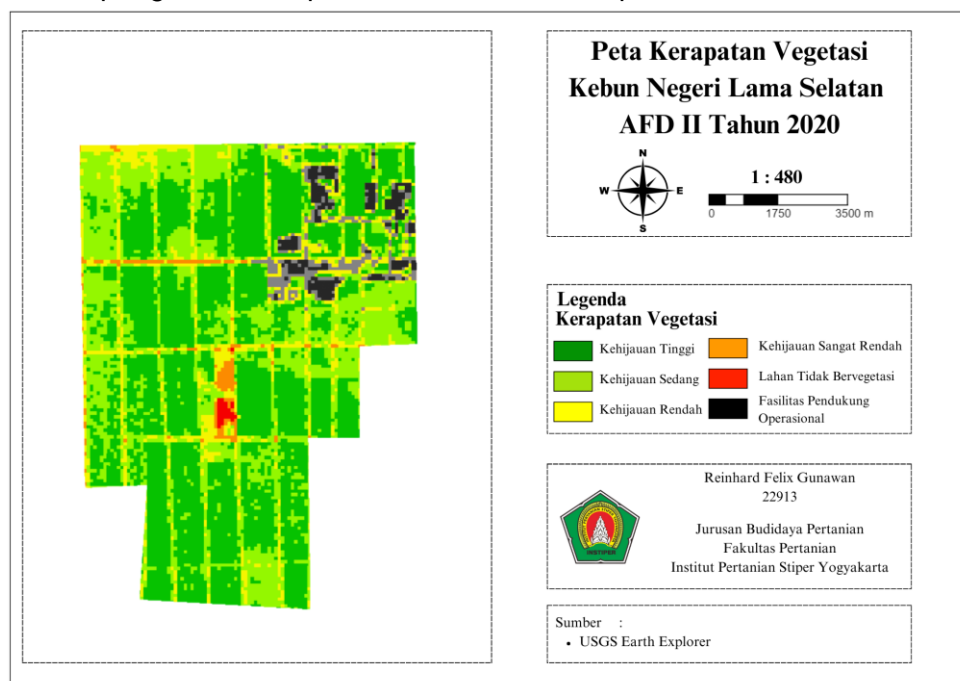 Peta Kerapatan Vegetasi
Kebun Negeri Lama Selatan
AFD II Tahun 2020
N
W
E
S
1 : 480
0 1750 3500 m
Legenda
Kerapatan Vegetasi
Kehijauan Tinggi
Kehijauan Sangat Rendah
Kehijauan Sedang
Lahan Tidak Bervegetasi
Kehijauan Rendah
Fasilitas Pendukung
Operasional
Reinhard Felix Gunawan
22913
INSTIPER
Jurusan Budidaya Pertanian
Fakultas Pertanian
Institut Pertanian Stiper Yogyakarta
Sumber :
• USGS Earth Explorer